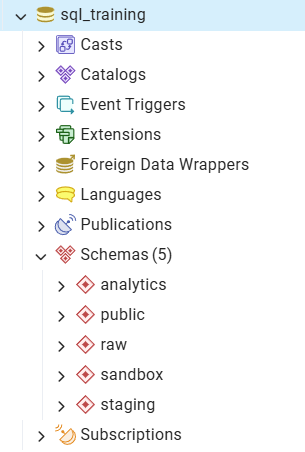 sql_training
Casts
Catalogs
Event Triggers
Extensions
Foreign Data Wrappers
Languages
Publications
Schemas (5)
analytics
public
raw
sandbox
staging
Subscriptions